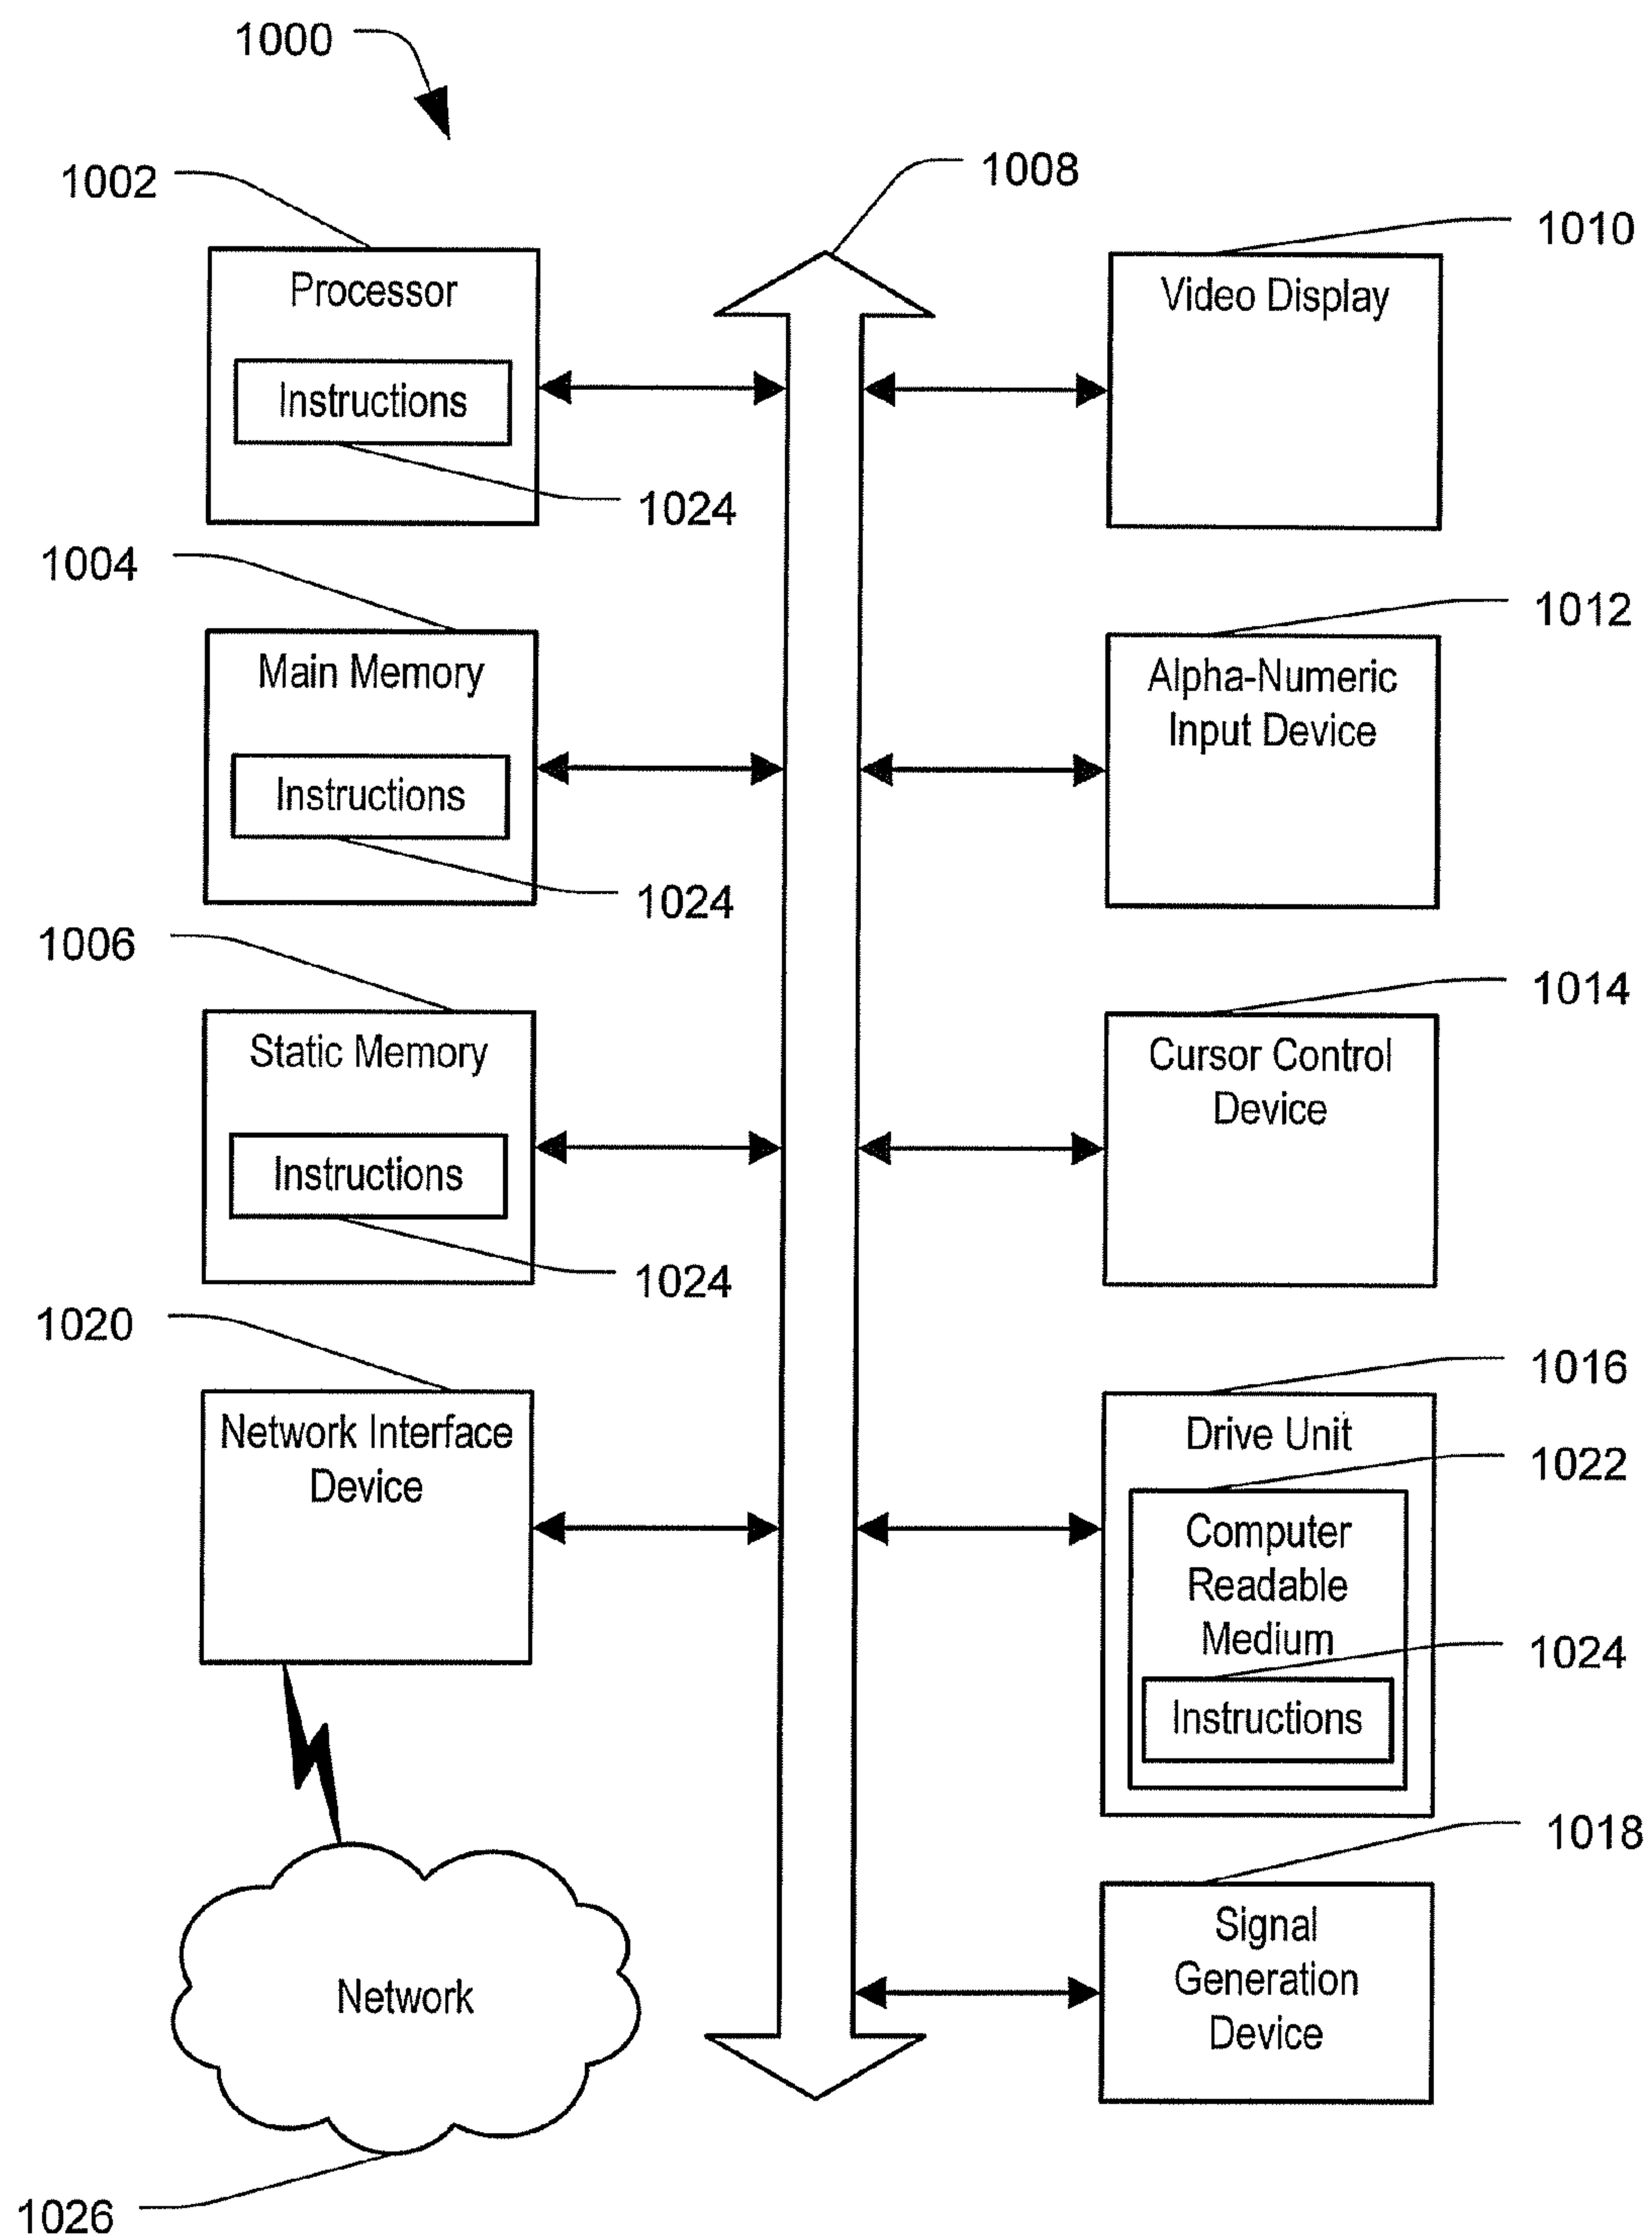 1000
1002
1008
1010
Processor
Instructions
1024
Video Display
1004
1012
Main Memory
Instructions
1024
Alpha-Numeric
Input Device
1006
1014
Static Memory
Instructions
1024
Cursor Control
Device
1020
1016
Network Interface
Device
Drive Unit
1022
Computer
Readable
Medium
1024
Instructions
1018
Signal
Generation
Device
Network
1026